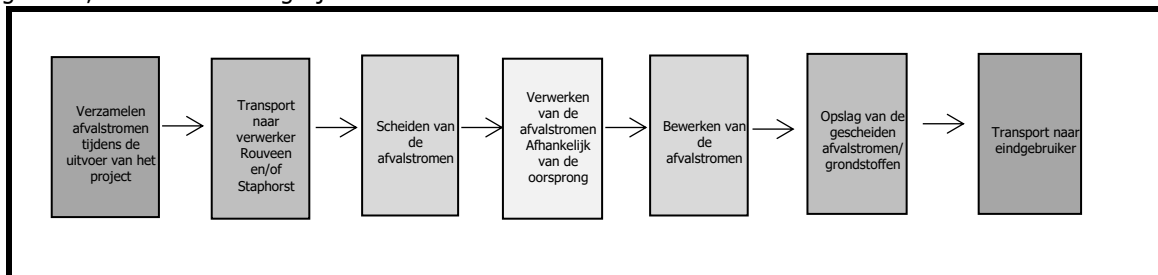 Verzamelen
afvalstromen
tijdens de
uitvoer van het
project
Transport
naar
verwerker
Rouveen
en/of
Staphorst
Scheiden van
de
afvalstromen
Verwerken
van de
afvalstromen
Afhankelijk
van de
oorsprong
Bewerken van
de
afvalstromen
Opslag van de
gescheiden
afvalstromen/
grondstoffen
Transport naar
eindgebruiker